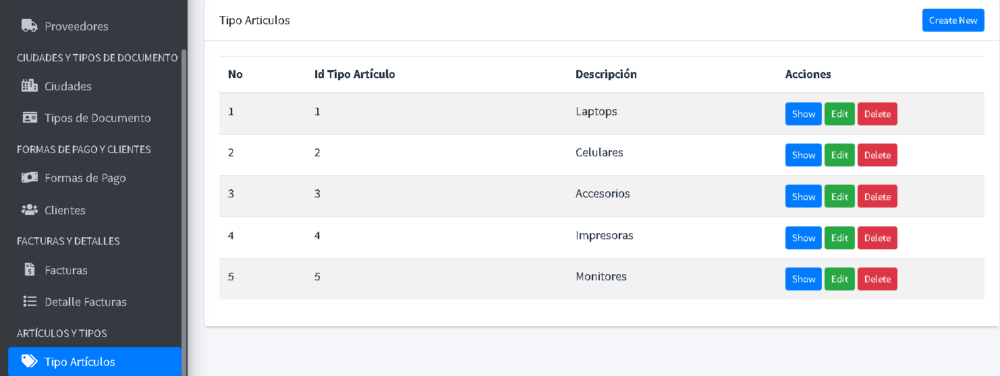 Proveedores
CIUDADES Y TIPOS DE DOCUMENTO
Ciudades
Tipos de Documento
FORMAS DE PAGO Y CLIENTES
Formas de Pago
Clientes
FACTURAS Y DETALLES
Facturas
Detalle Facturas
ARTÍCULOS Y TIPOS
Tipo Artículos
Tipo Articulos
Create New
No Id Tipo Artículo Descripción Acciones
1 1 Laptops Show Edit Delete
2 2 Celulares Show Edit Delete
3 3 Accesorios Show Edit Delete
4 4 Impresoras Show Edit Delete
5 5 Monitores Show Edit Delete